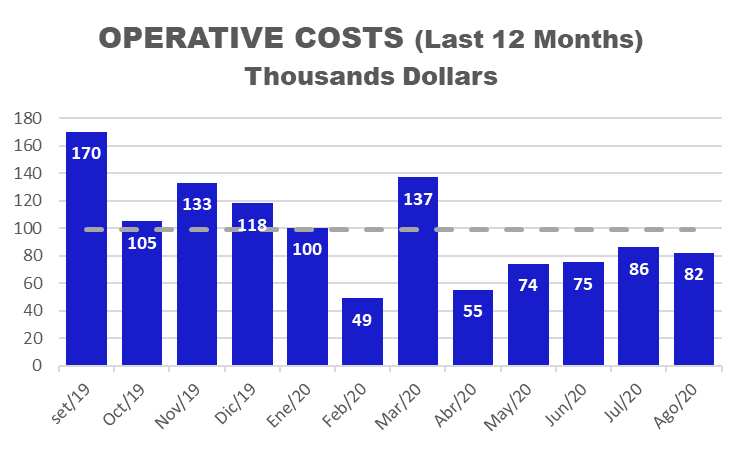 OPERATIVE COSTS (Last 12 Months)
Thousands Dollars
180
160
140
120
100
80
60
40
20
0
170
105
133
118
100
49
137
55
74
75
86
82
set/19
Oct/19
Nov/19
Dic/19
Ene/20
Feb/20
Mar/20
Abr/20
May/20
Jun/20
Jul/20
Ago/20